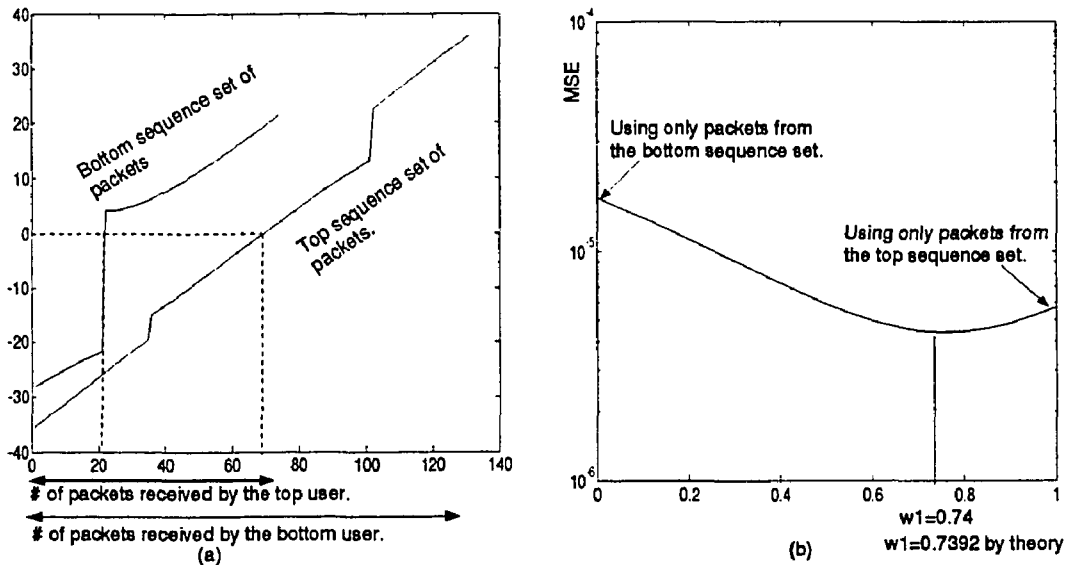 40
30
20
10
0
-10
-20
-30
-40
0
20
40
60
80
100
120
140
Bottom sequence set of
packets
Top sequence set of
packets.
# of packets received by the top user.
# of packets received by the bottom user.
(a)
10^-4
10^-5
10^-6
MSE
Using only packets from
the bottom sequence set.
Using only packets from
the top sequence set.
0
0.2
0.4
0.6
0.8
1
w1=0.74
w1=0.7392 by theory
(b)